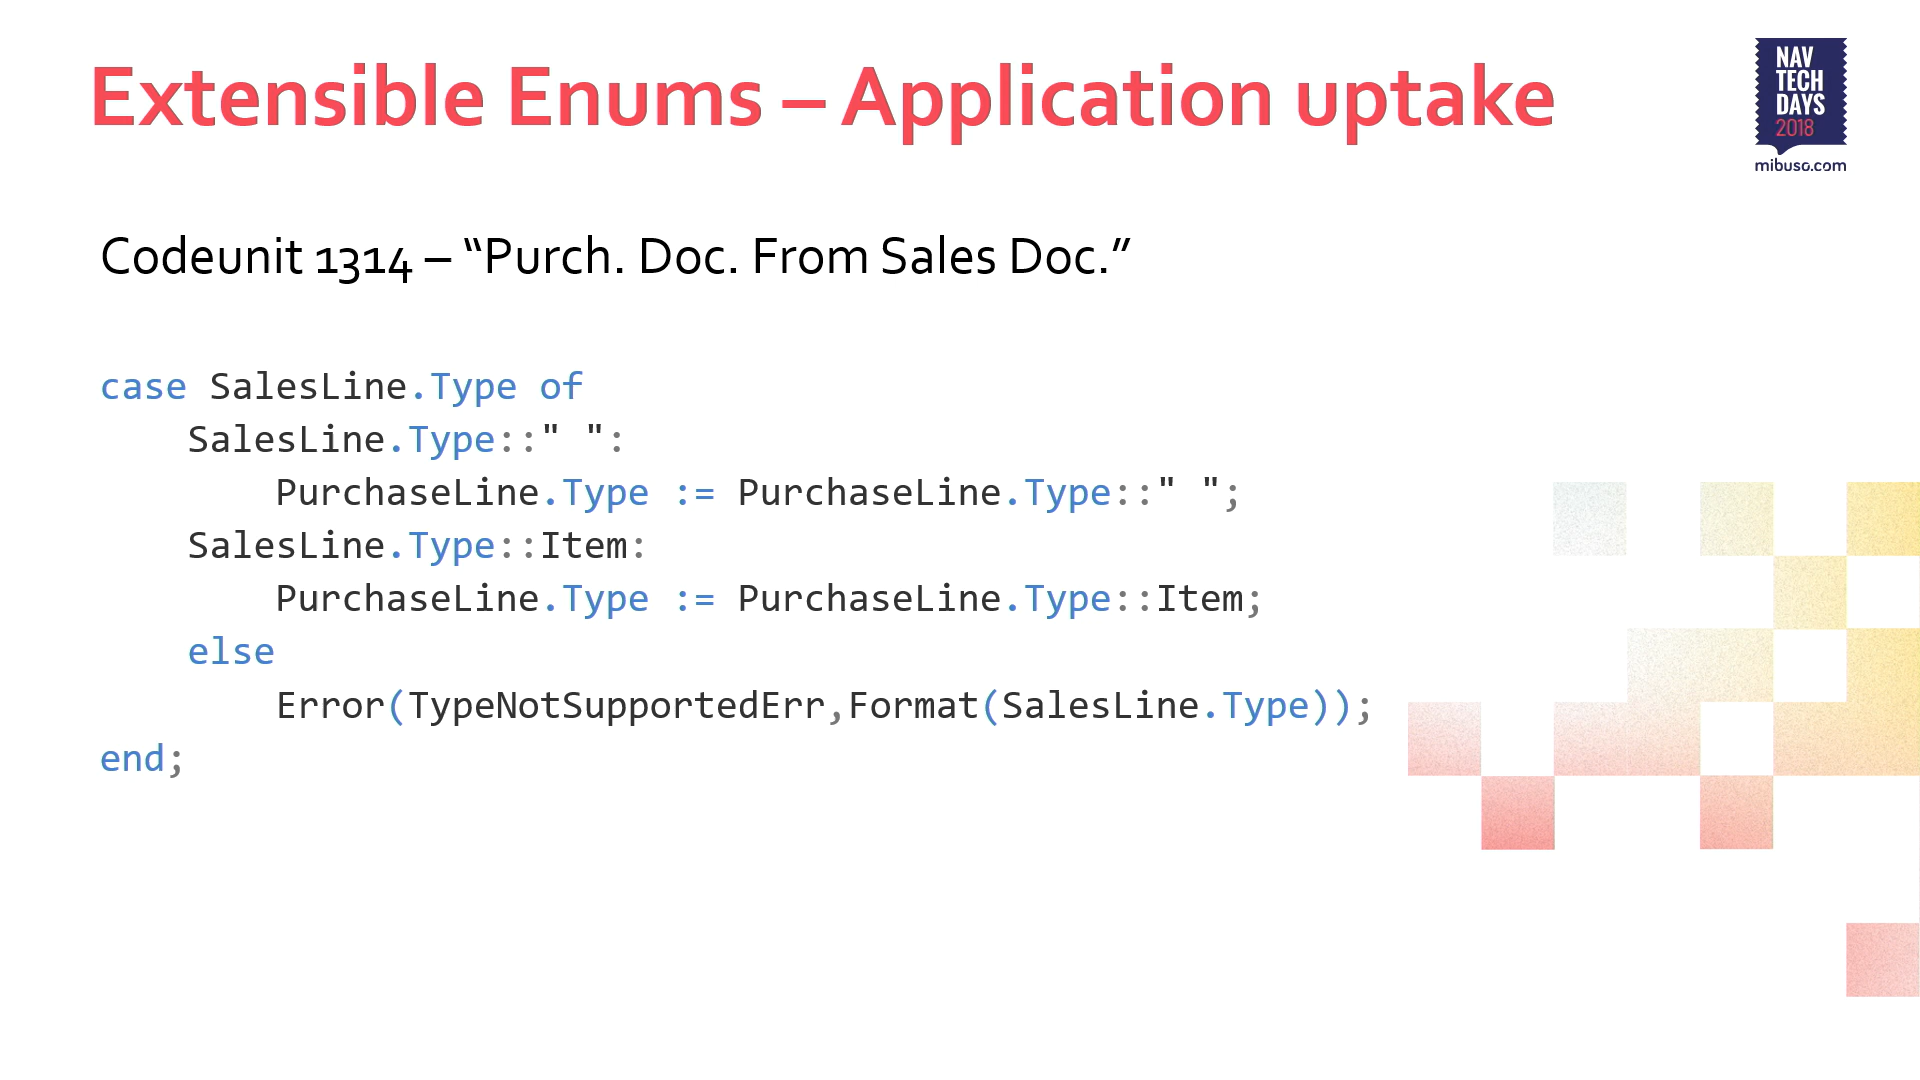 Extensible Enums – Application uptake
NAV
TECH
DAYS
2018
mibuso.com
Codeunit 1314 – “Purch. Doc. From Sales Doc.”
case SalesLine.Type of
    SalesLine.Type::" ":
        PurchaseLine.Type := PurchaseLine.Type::" ";
    SalesLine.Type::Item:
        PurchaseLine.Type := PurchaseLine.Type::Item;
    else
        Error(TypeNotSupportedErr,Format(SalesLine.Type));
end;